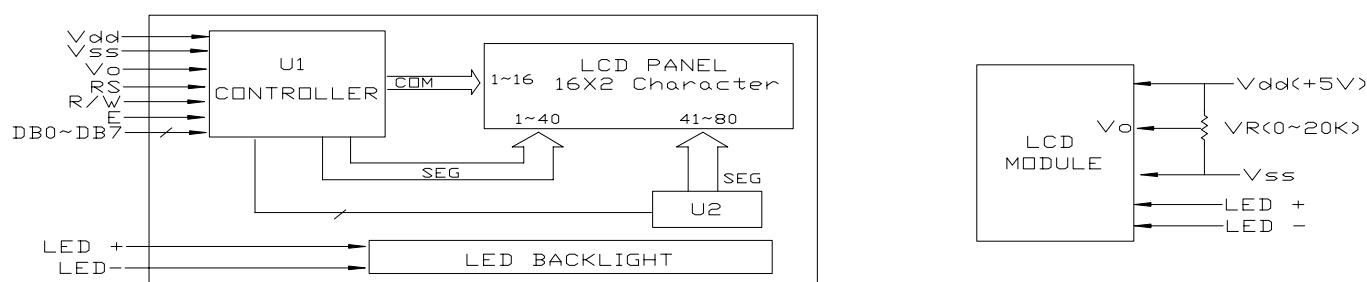 Vdd
Vss
Vo
RS
R/W
E
DB0~DB7
U1
CONTROLLER
COM
1~16
LCD PANEL
16X2 Character
1~40
41~80
SEG
SEG
U2
LED +
LED-
LED BACKLIGHT
LCD
MODULE
Vdd(+5V)
Vo
VR(0~20K)
Vss
LED +
LED -